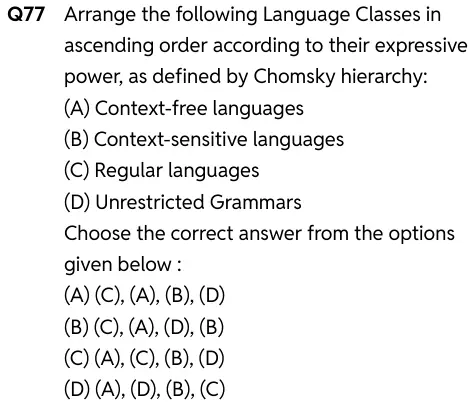 Q77 Arrange the following Language Classes in
ascending order according to their expressive
power, as defined by Chomsky hierarchy:
(A) Context-free languages
(B) Context-sensitive languages
(C) Regular languages
(D) Unrestricted Grammars
Choose the correct answer from the options
given below :
(A) (C), (A), (B), (D)
(B) (C), (A), (D), (B)
(C) (A), (C), (B), (D)
(D) (A), (D), (B), (C)